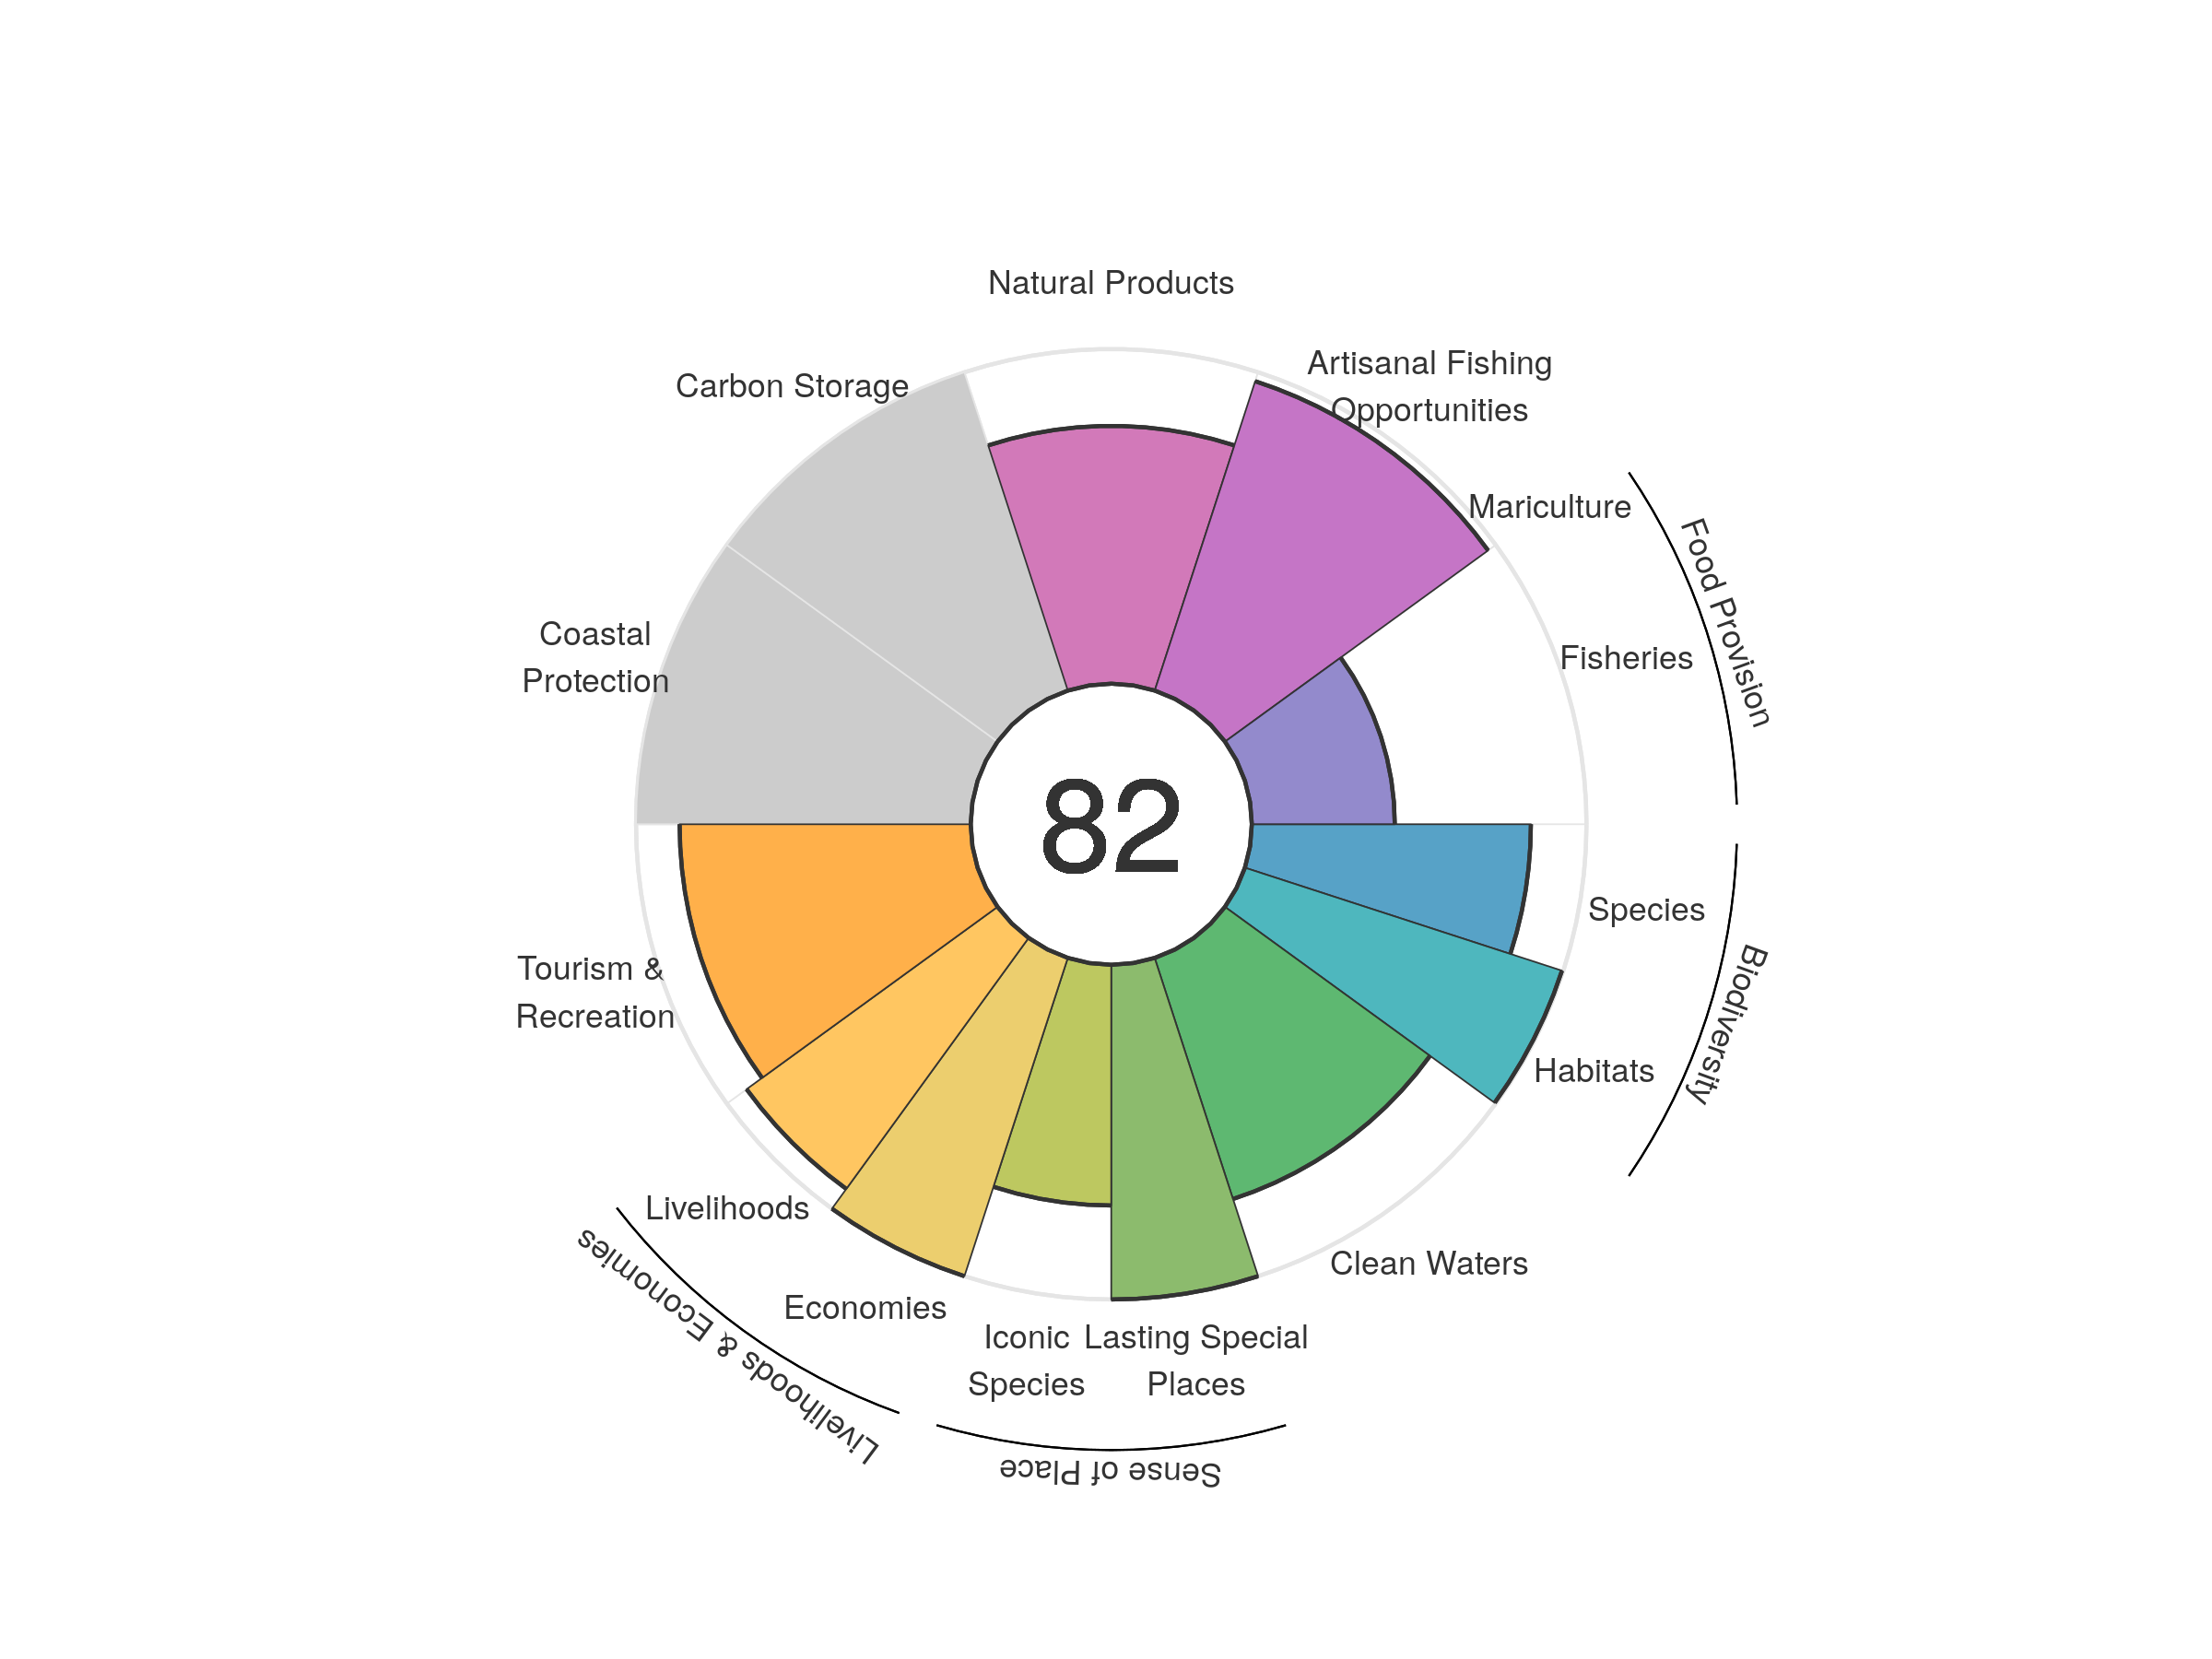 Natural Products
Artisanal Fishing
Opportunities
Carbon Storage
Mariculture
Food Provision
Fisheries
Coastal
Protection
82
Species
Biodiversity
Tourism &
Recreation
Habitats
Livelihoods
Livelihoods & Economies
Clean Waters
Economies
Iconic
Species
Lasting Special
Places
Sense of Place